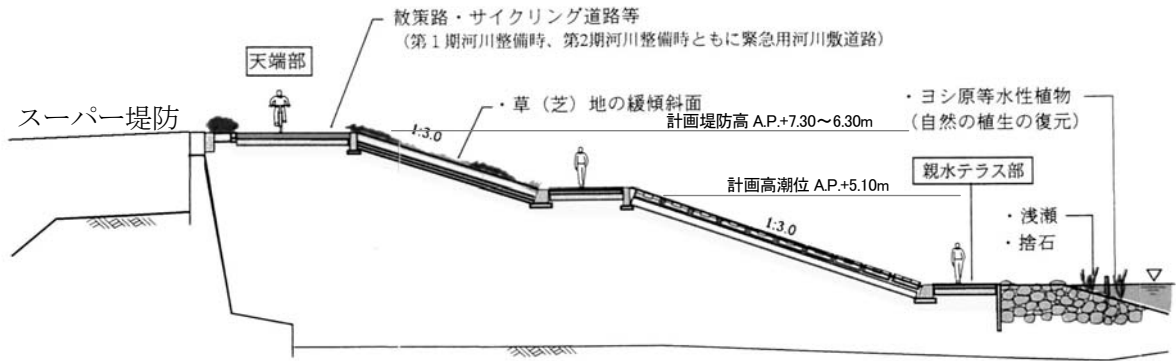 散策路・サイクリング道路等
（第１期河川整備時、第2期河川整備時ともに緊急用河川敷道路）
天端部
スーパー堤防
・草（芝）地の緩傾斜面
・ヨシ原等水性植物
（自然の植生の復元）
1:3.0
計画堤防高 A.P.+7.30～6.30m
計画高潮位 A.P.+5.10m
親水テラス部
1:3.0
・浅瀬
・捨石